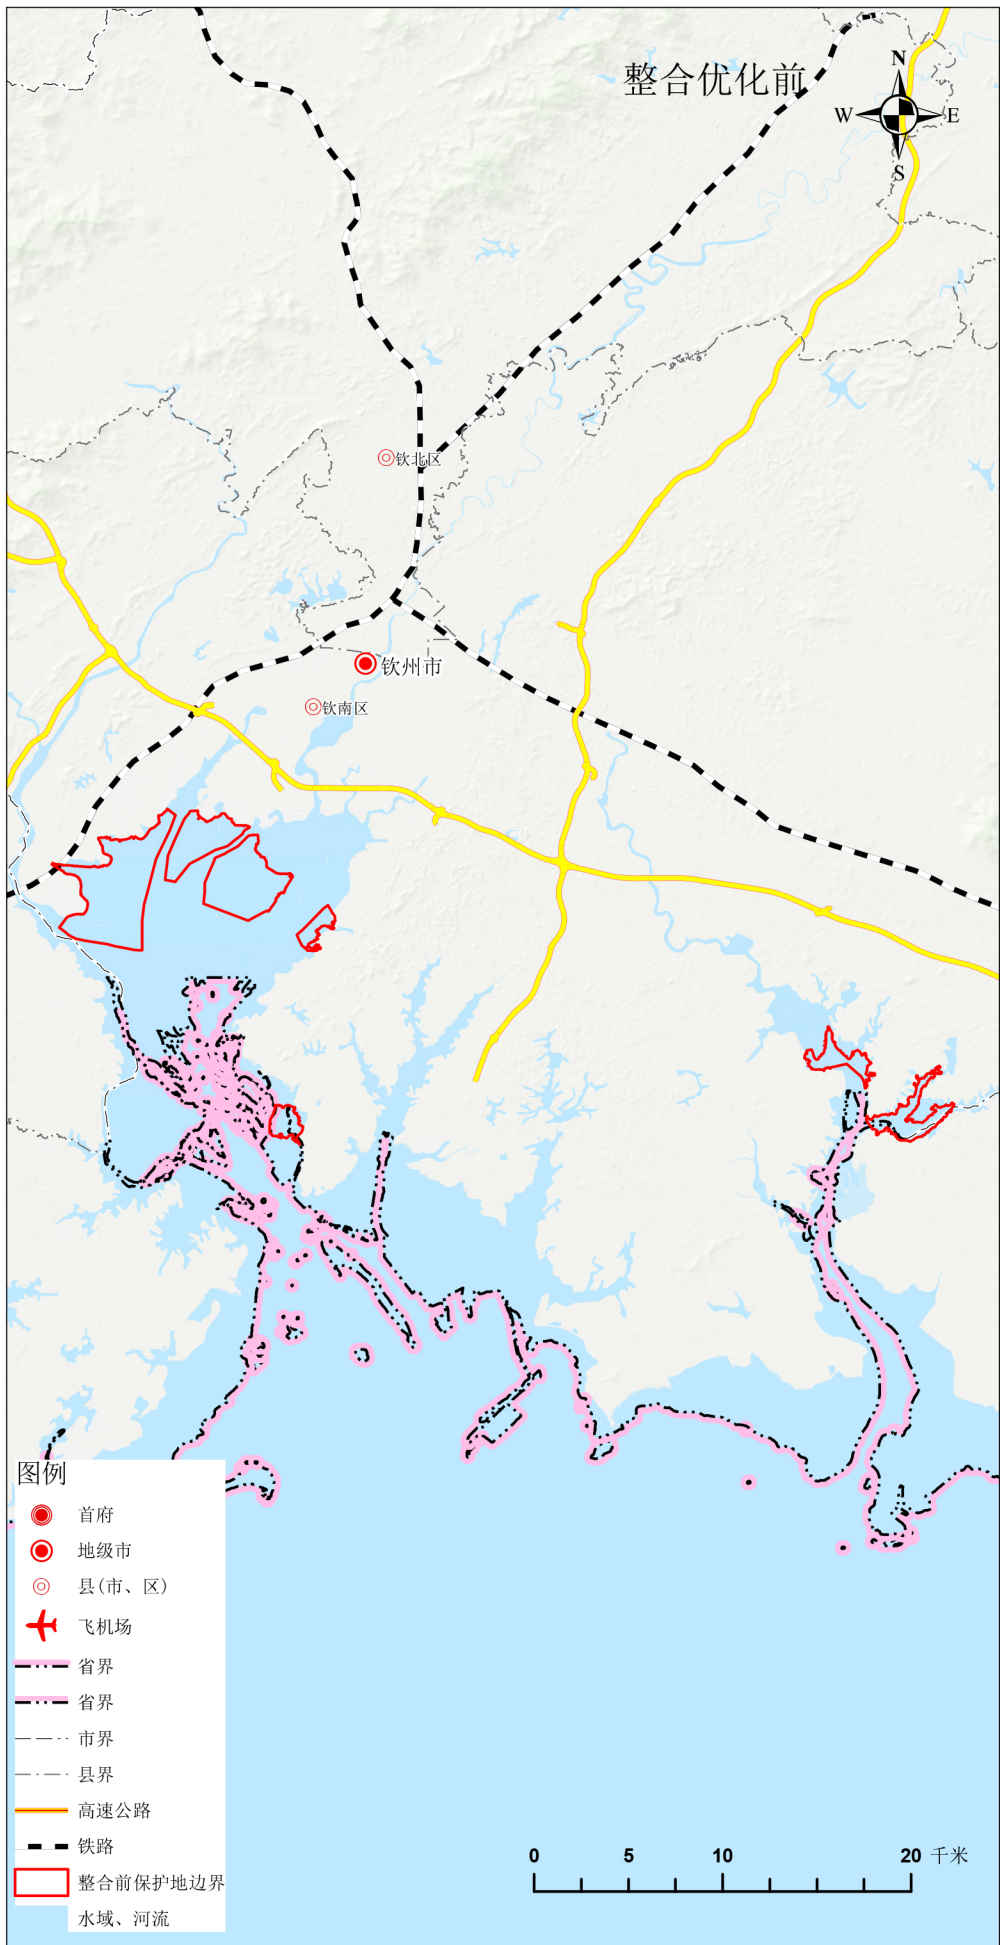 整合优化前
N
W
E
S
钦北区
钦州市
钦南区
图例
首府
地级市
县(市、区)
飞机场
省界
省界
市界
县界
高速公路
铁路
整合前保护地边界
水域、河流
0 5 10 20 千米